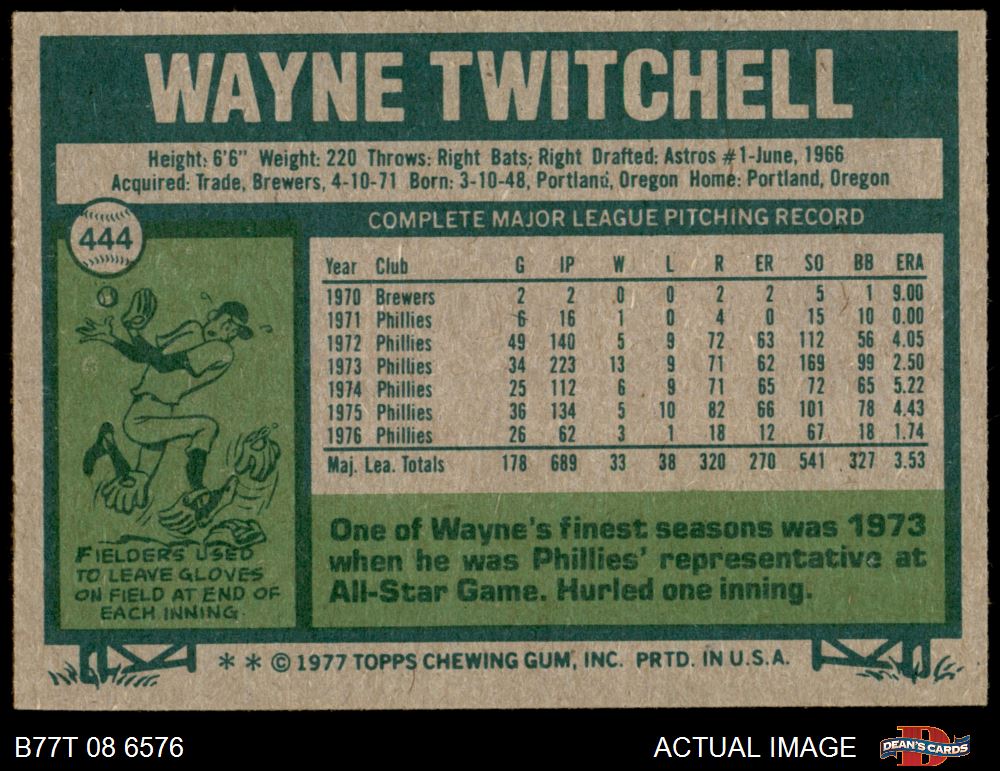 WAYNE TWITCHELL
Height: 6'6" Weight: 220 Throws: Right Bats: Right Drafted: Astros #1-June, 1966
Acquired: Trade, Brewers, 4-10-71 Born: 3-10-48, Portland, Oregon Home: Portland, Oregon
444
COMPLETE MAJOR LEAGUE PITCHING RECORD
Year Club G IP W L R ER SO BB ERA
1970 Brewers 2 2 0 0 2 2 5 1 9.00
1971 Phillies 6 16 1 0 4 0 15 10 0.00
1972 Phillies 49 140 5 9 72 63 112 56 4.05
1973 Phillies 34 223 13 9 71 62 169 99 2.50
1974 Phillies 25 112 6 9 71 65 72 65 5.22
1975 Phillies 36 134 5 10 82 66 101 78 4.43
1976 Phillies 26 62 3 1 18 12 67 18 1.74
Maj. Lea. Totals 178 689 33 38 320 270 541 327 3.53
FIELDERS USED
TO LEAVE GLOVES
ON FIELD AT END OF
EACH INNING.
One of Wayne's finest seasons was 1973
when he was Phillies' representative at
All-Star Game. Hurled one inning.
* * © 1977 TOPPS CHEWING GUM, INC. PRTD. IN U.S.A.
B77T 08 6576
ACTUAL IMAGE
DEAN'S CARDS